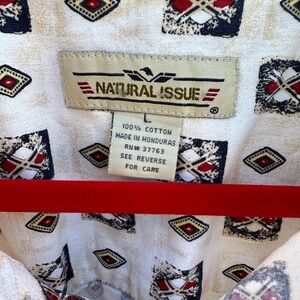 NATURAL ISSUE
®
L
100% COTTON
MADE IN HONDURAS
RN# 37763
SEE REVERSE
FOR CARE